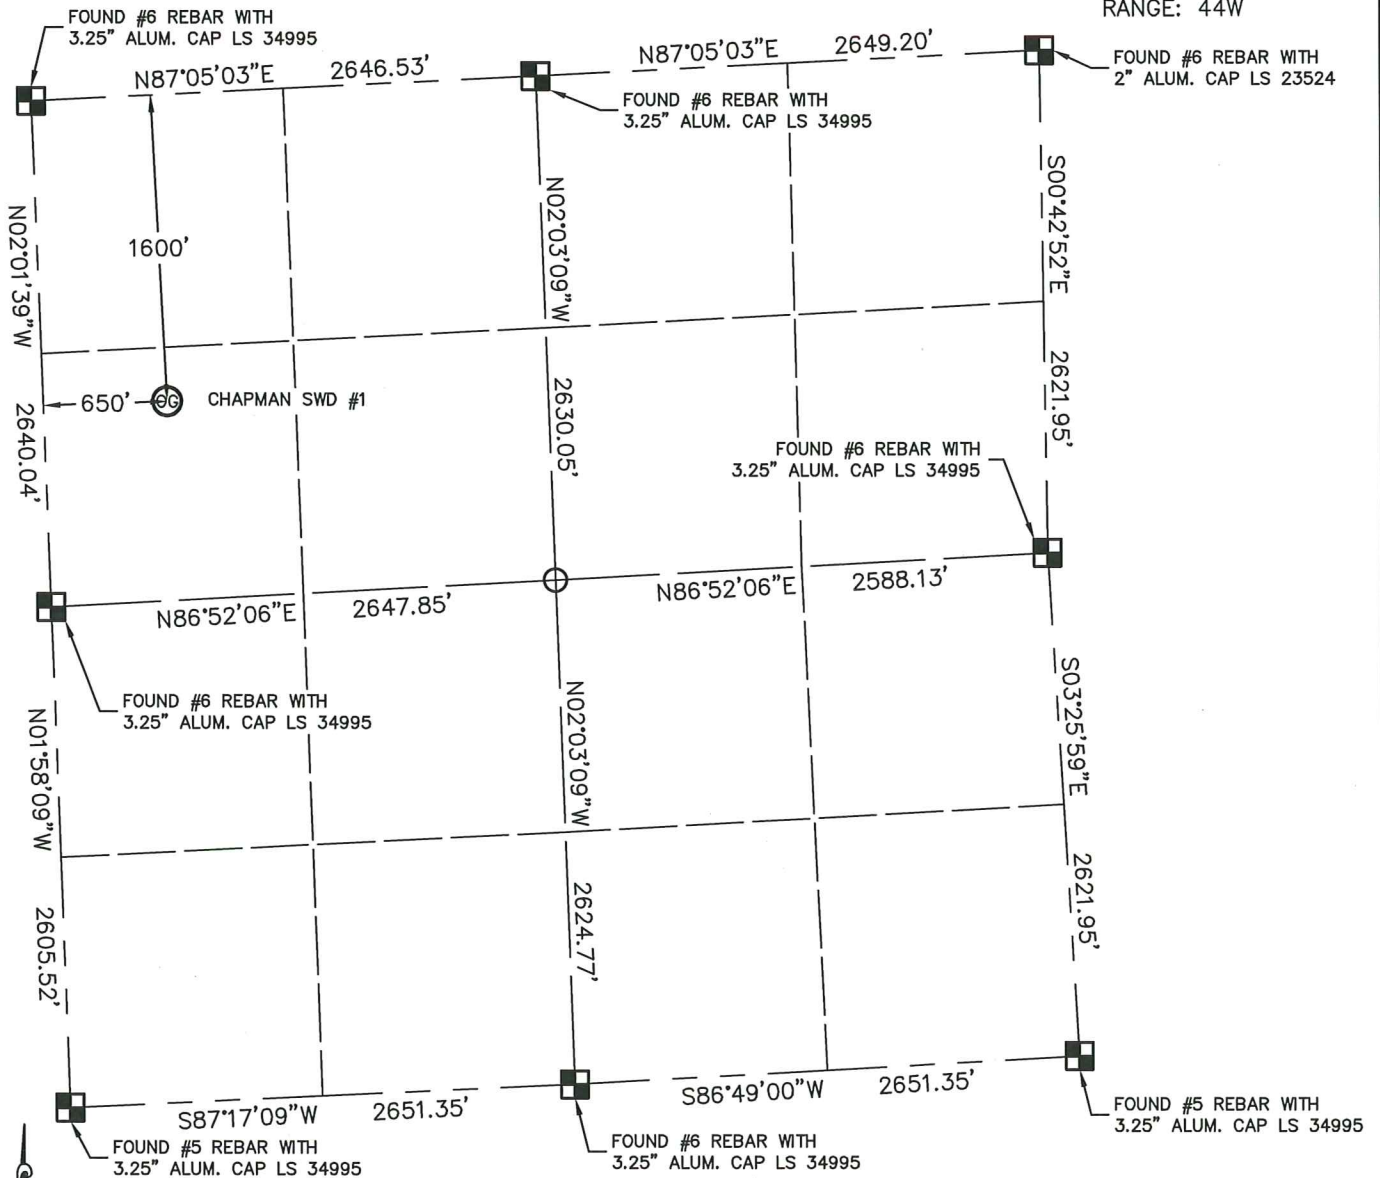 RANGE: 44W
FOUND #6 REBAR WITH
3.25" ALUM. CAP LS 34995
N87°05'03"E
2646.53'
N87°05'03"E
2649.20'
FOUND #6 REBAR WITH
2" ALUM. CAP LS 23524
FOUND #6 REBAR WITH
3.25" ALUM. CAP LS 34995
N02°01'39"W
2640.04'
1600'
N02°03'09"W
2630.05'
S00°42'52"E
2621.95'
650'
OG
CHAPMAN SWD #1
FOUND #6 REBAR WITH
3.25" ALUM. CAP LS 34995
N86°52'06"E
2647.85'
N86°52'06"E
2588.13'
FOUND #6 REBAR WITH
3.25" ALUM. CAP LS 34995
N01°58'09"W
2605.52'
N02°03'09"W
2624.77'
S03°25'59"E
2621.95'
S87°17'09"W
2651.35'
S86°49'00"W
2651.35'
FOUND #5 REBAR WITH
3.25" ALUM. CAP LS 34995
FOUND #6 REBAR WITH
3.25" ALUM. CAP LS 34995
FOUND #5 REBAR WITH
3.25" ALUM. CAP LS 34995